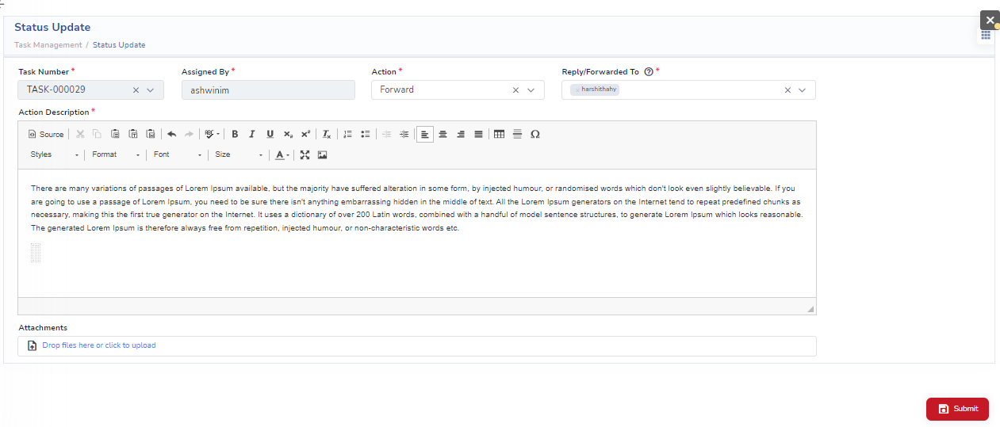 Status Update
Task Management / Status Update
Task Number * Assigned By * Action * Reply/Forwarded To *
TASK-000029 ashwinim Forward harshithahy
Action Description *
Source
Styles Format Font Size
There are many variations of passages of Lorem Ipsum available, but the majority have suffered alteration in some form, by injected humour, or randomised words which don't look even slightly believable. If you
are going to use a passage of Lorem Ipsum, you need to be sure there isn't anything embarrassing hidden in the middle of text. All the Lorem Ipsum generators on the Internet tend to repeat predefined chunks as
necessary, making this the first true generator on the Internet. It uses a dictionary of over 200 Latin words, combined with a handful of model sentence structures, to generate Lorem Ipsum which looks reasonable.
The generated Lorem Ipsum is therefore always free from repetition, injected humour, or non-characteristic words etc.
Attachments
Drop files here or click to upload
Submit